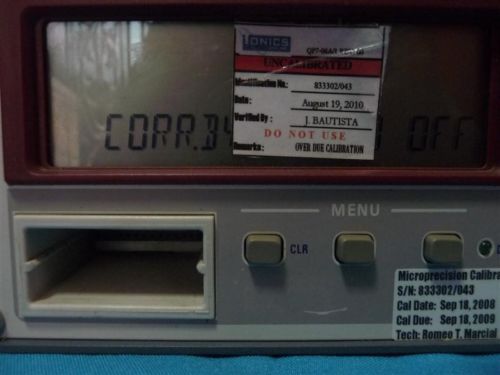 IONICS
UNCALIBRATED
Identification No.: 833302/043
Date: August 19, 2010
Verified By: J. BAUTISTA
DO NOT USE
Remarks: OVER DUE CALIBRATION
CORR.BY OFF
MENU
CLR
Microprecision Calibra
S/N: 833302/043
Cal Date: Sep 18, 2008
Cal Due: Sep 18, 2009
Tech: Romeo T. Marcial